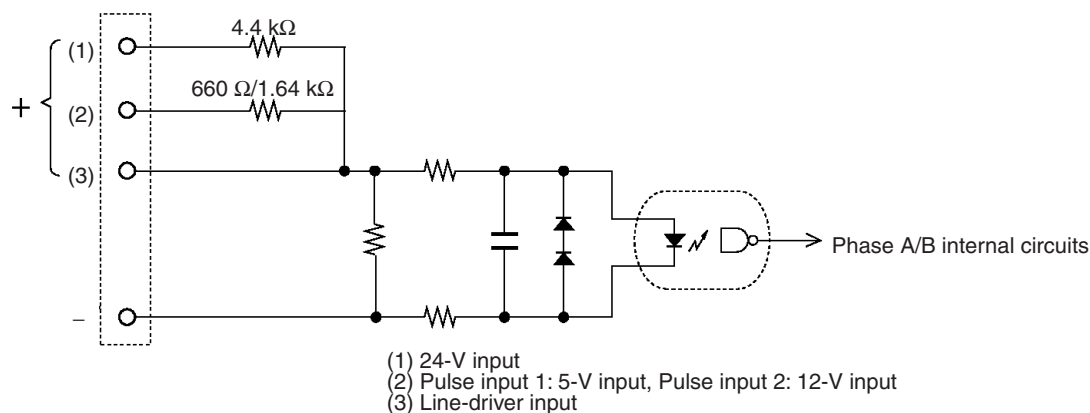 4.4 kΩ
(1)
660 Ω/1.64 kΩ
+
(2)
(3)
Phase A/B internal circuits
–
(1) 24-V input
(2) Pulse input 1: 5-V input, Pulse input 2: 12-V input
(3) Line-driver input